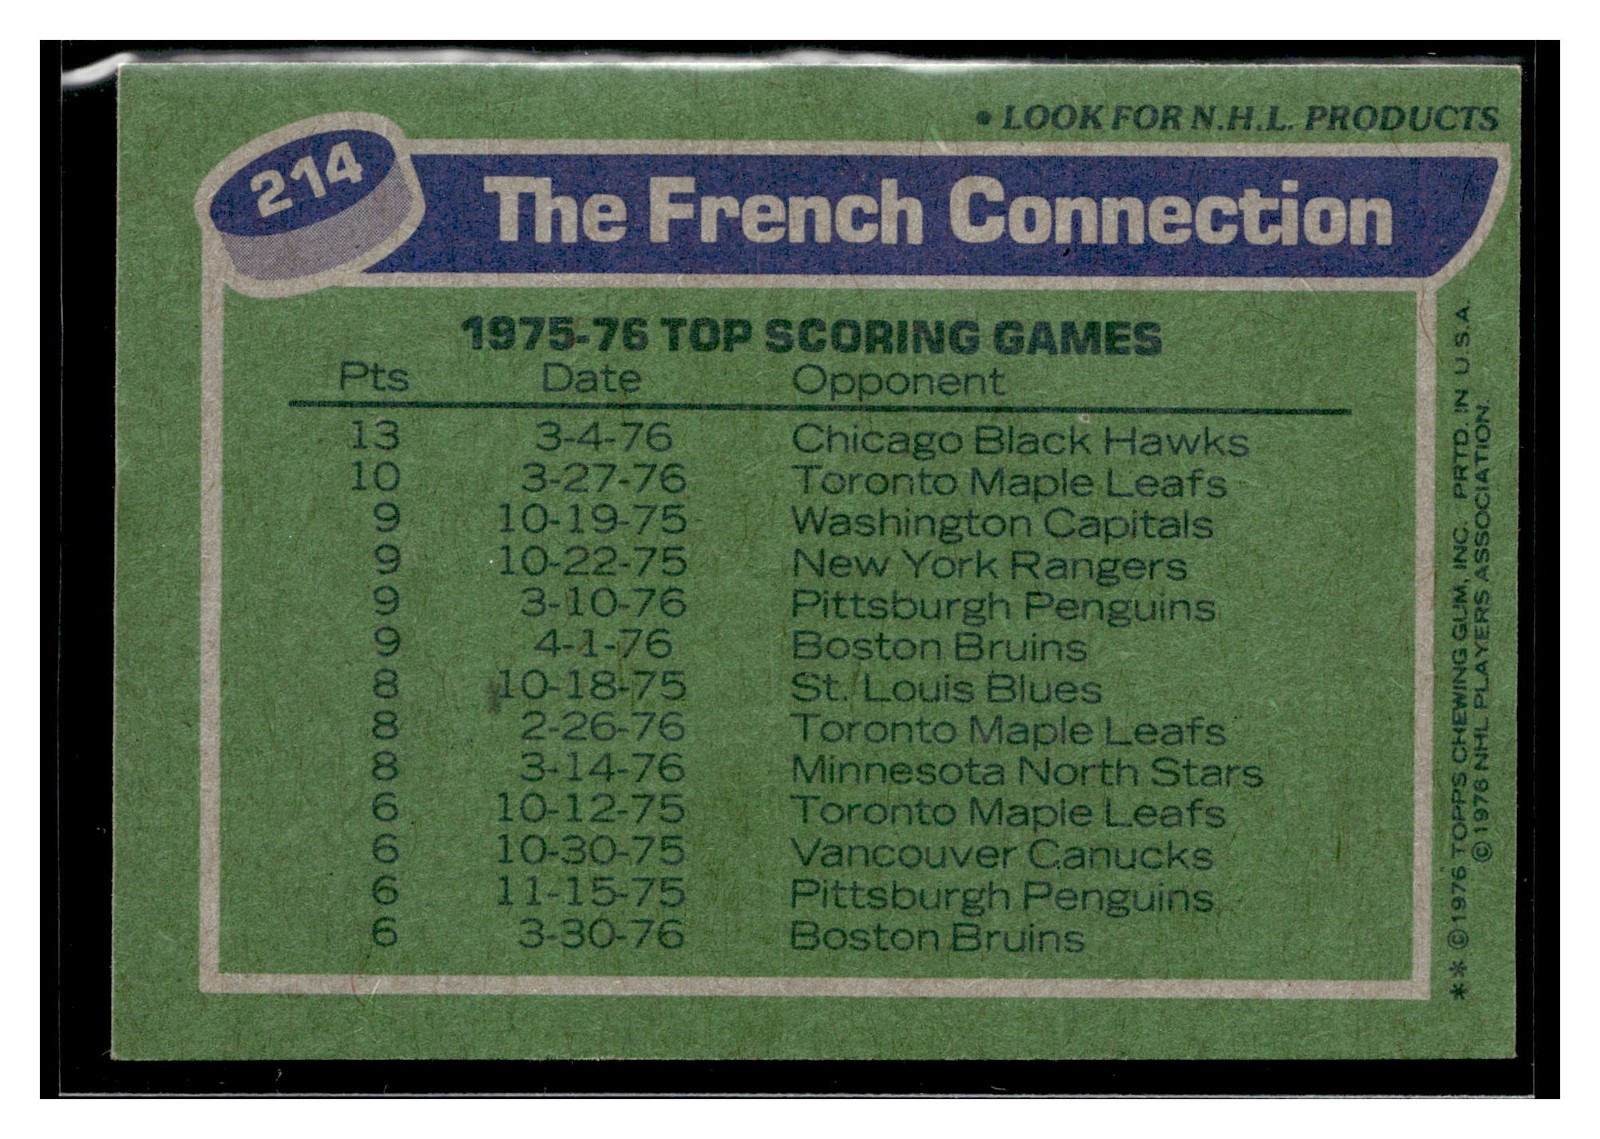 • LOOK FOR N.H.L. PRODUCTS
214
The French Connection
1975-76 TOP SCORING GAMES
Pts Date Opponent
13 3-4-76 Chicago Black Hawks
10 3-27-76 Toronto Maple Leafs
9 10-19-75 Washington Capitals
9 10-22-75 New York Rangers
9 3-10-76 Pittsburgh Penguins
9 4-1-76 Boston Bruins
8 10-18-75 St. Louis Blues
8 2-26-76 Toronto Maple Leafs
8 3-14-76 Minnesota North Stars
6 10-12-75 Toronto Maple Leafs
6 10-30-75 Vancouver Canucks
6 11-15-75 Pittsburgh Penguins
6 3-30-76 Boston Bruins
** ©1976 TOPPS CHEWING GUM, INC. PRTD. IN U.S.A.
©1976 NHL PLAYERS ASSOCIATION.